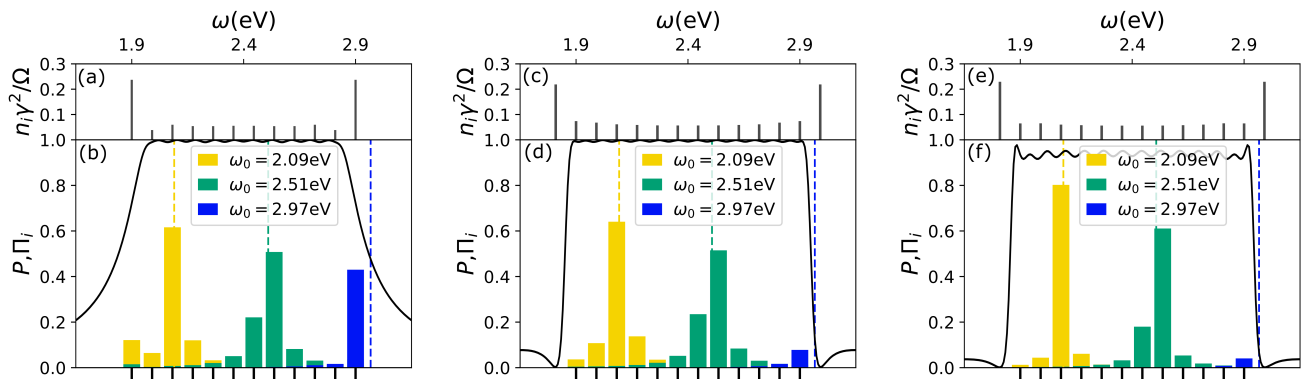 ω(eV) ω(eV) ω(eV)
1.9 2.4 2.9 1.9 2.4 2.9 1.9 2.4 2.9
(a) (c) (e)
n_iγ²/Ω n_iγ²/Ω n_iγ²/Ω
0.3 0.3 0.3
0.2 0.2 0.2
0.1 0.1 0.1
1.0 1.0 1.0
(b) (d) (f)
ω₀ = 2.09eV ω₀ = 2.09eV ω₀ = 2.09eV
ω₀ = 2.51eV ω₀ = 2.51eV ω₀ = 2.51eV
ω₀ = 2.97eV ω₀ = 2.97eV ω₀ = 2.97eV
P,Π_i P,Π_i P,Π_i
0.8 0.8 0.8
0.6 0.6 0.6
0.4 0.4 0.4
0.2 0.2 0.2
0.0 0.0 0.0